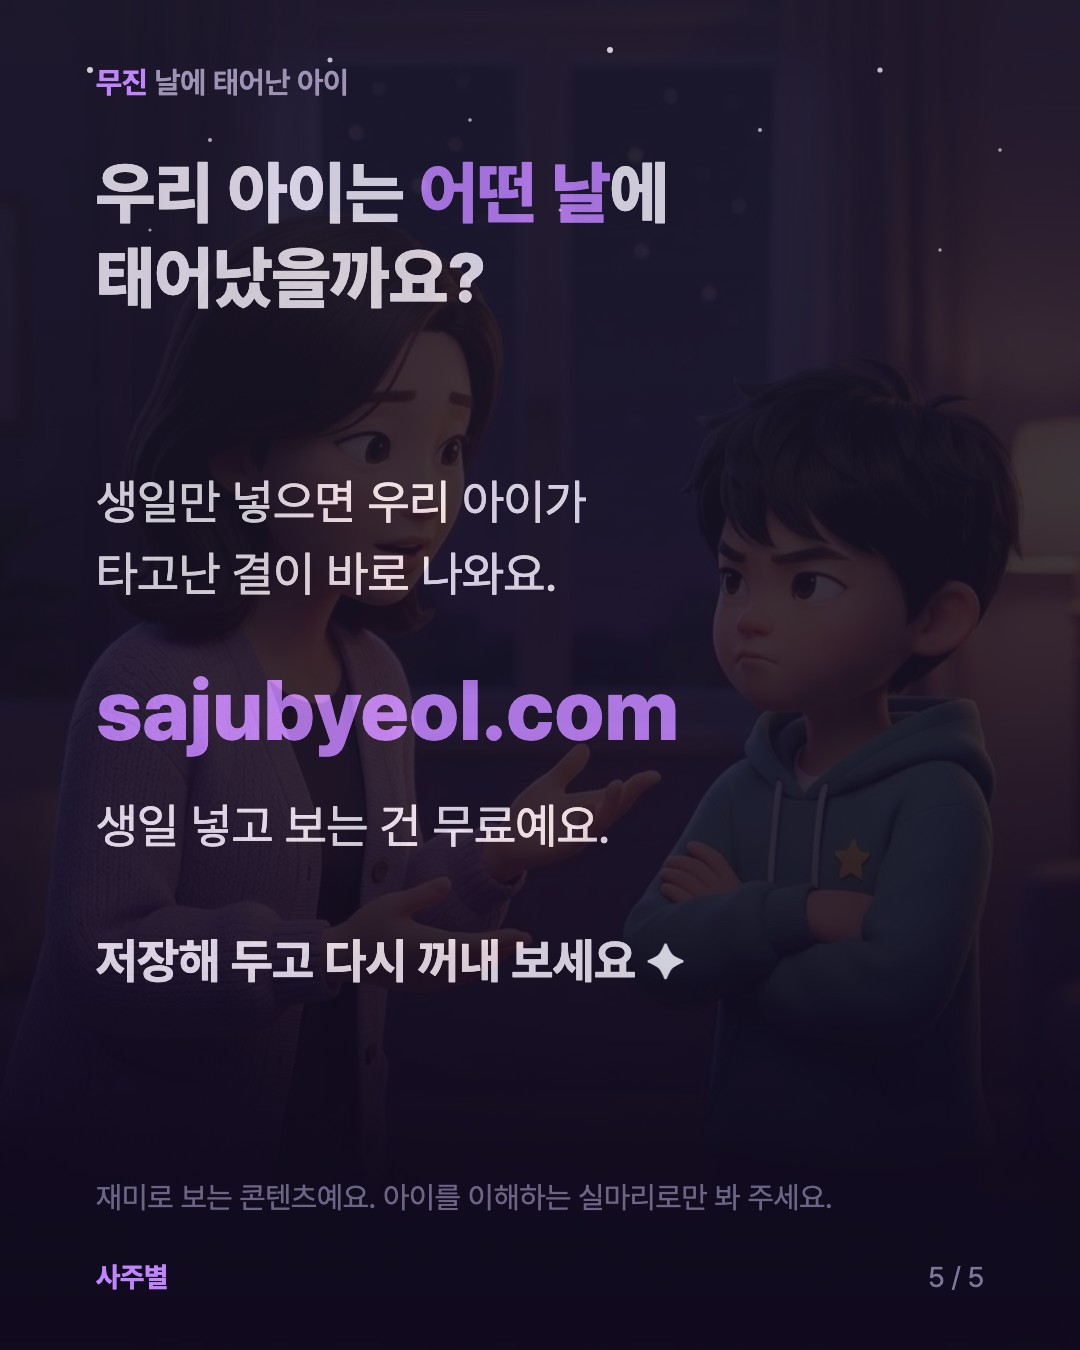 무진 날에 태어난 아이
우리 아이는 어떤 날에
태어났을까요?
생일만 넣으면 우리 아이가
타고난 결이 바로 나와요.
sajubyeol.com
생일 넣고 보는 건 무료예요.
저장해 두고 다시 꺼내 보세요 ✦
재미로 보는 콘텐츠예요. 아이를 이해하는 실마리로만 봐 주세요.
사주별
5 / 5